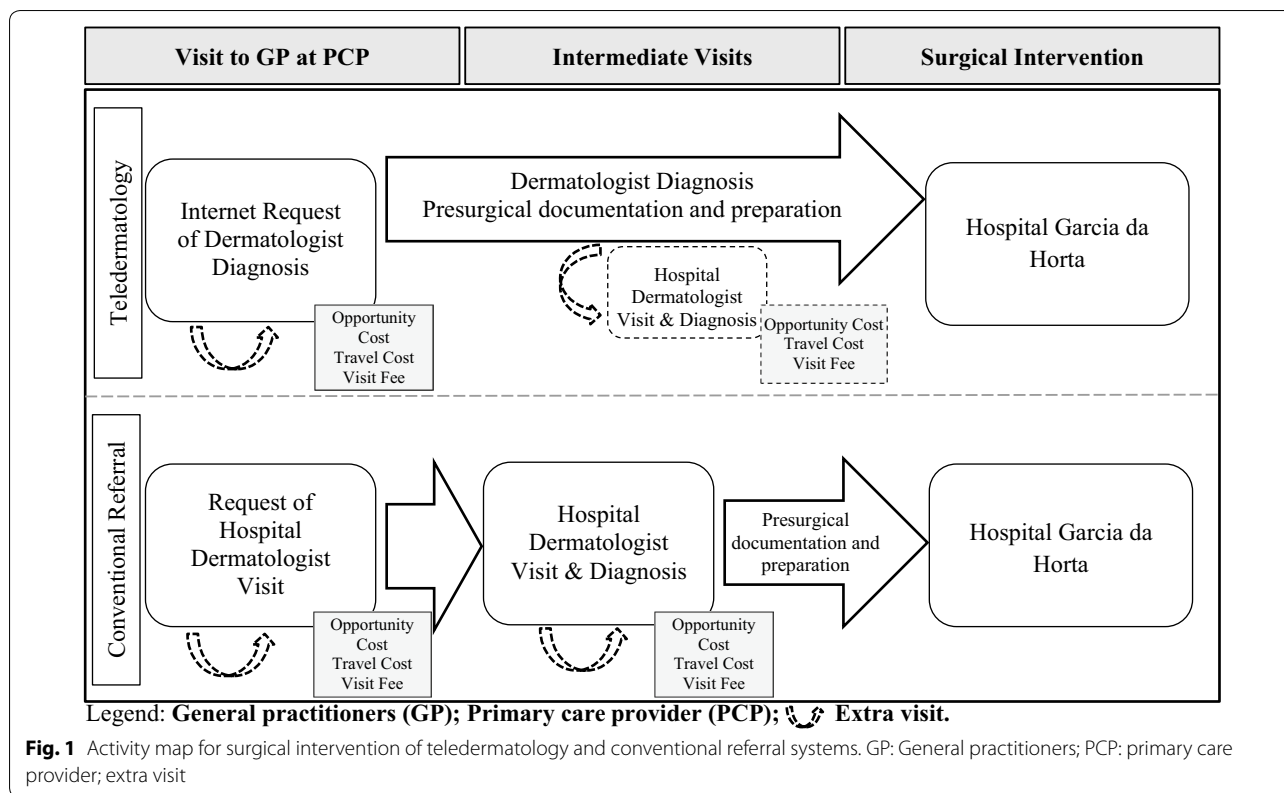 Visit to GP at PCP
Intermediate Visits
Surgical Intervention
Teledermatology
Internet Request
of Dermatologist
Diagnosis
Opportunity
Cost
Travel Cost
Visit Fee
Dermatologist Diagnosis
Presurgical documentation and preparation
Hospital
Dermatologist
Visit & Diagnosis
Opportunity Cost
Travel Cost
Visit Fee
Hospital Garcia da
Horta
Conventional Referral
Request of
Hospital
Dermatologist
Visit
Opportunity
Cost
Travel Cost
Visit Fee
Hospital
Dermatologist
Visit & Diagnosis
Opportunity
Cost
Travel Cost
Visit Fee
Presurgical
documentation and
preparation
Hospital Garcia da
Horta
Legend: General practitioners (GP); Primary care provider (PCP); Extra visit.
Fig. 1 Activity map for surgical intervention of teledermatology and conventional referral systems. GP: General practitioners; PCP: primary care
provider; extra visit